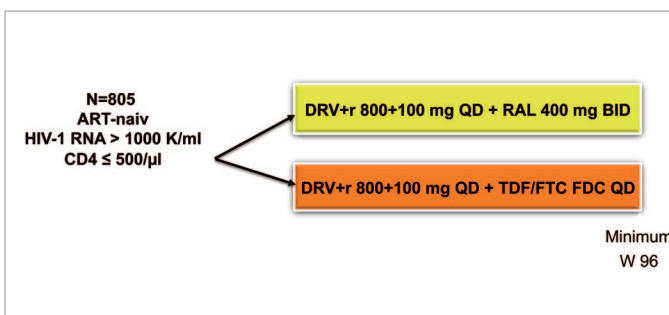 N=805
ART-naiv
HIV-1 RNA > 1000 K/ml
CD4 ≤ 500/µl
DRV+r 800+100 mg QD + RAL 400 mg BID
DRV+r 800+100 mg QD + TDF/FTC FDC QD
Minimum
W 96